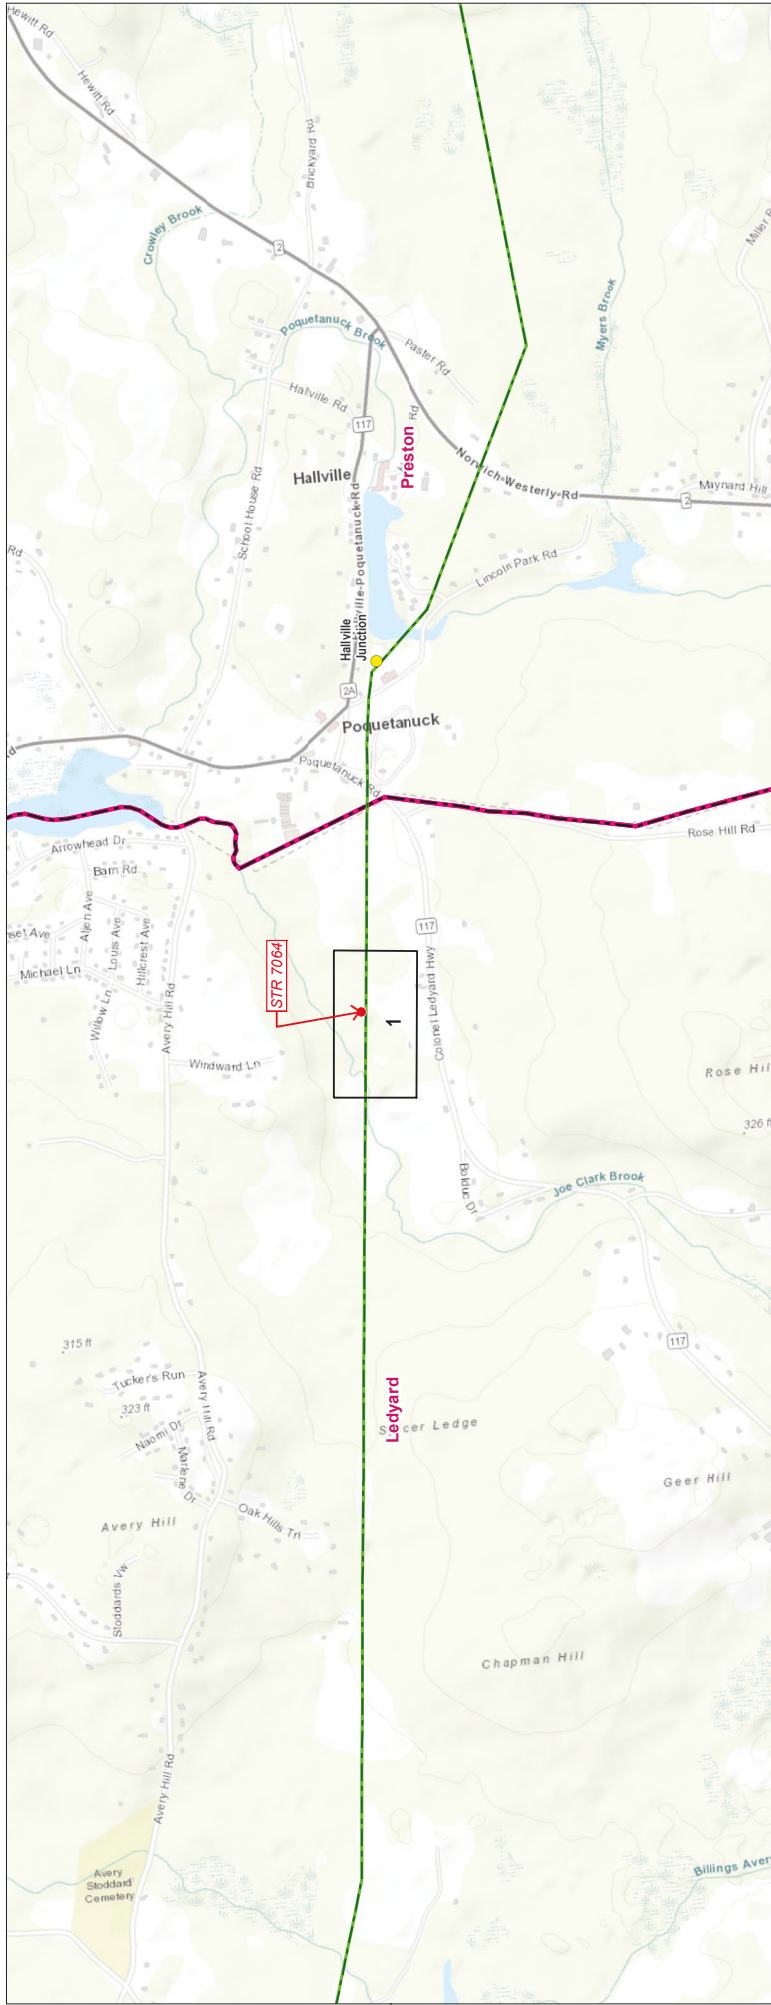 Hewitt Rd
Hewitt Rd
Brickyard Rd
Crowley Brook
2
Poquetanuck Brook
Paster Rd
Myers Brook
Miller R
Hallville Rd
117
Rd
Preston
Hallville
Norwich-Westerly-Rd
Maynard Hill
2
School House Rd
Rd
Lincoln Park Rd
Hallville
Junction
ville-Poquetanuck-Rd
2A
Poquetanuck
Poquetanuck Rd
Rose Hill Rd
Arrowhead Dr
Barn Rd
Allen Ave
Louis Ave
Hillcrest Ave
set Ave
Michael Ln
Willow Ln
Avery Hill Rd
Windward Ln
STR 7064
1
117
Colonel Ledyard Hwy
Rose Hil
326 ft
Bolduc Dr
Joe Clark Brook
117
315 ft
Tucker's Run
323 ft
Naomi Dr
Marlene Dr
Avery Hill Rd
Oak Hills Trl
Avery Hill
Stoddards Vw
Ledyard
Spicer Ledge
Geer Hill
Chapman Hill
Avery Hill Rd
Avery
Stoddard
Cemetery
Billings Avery